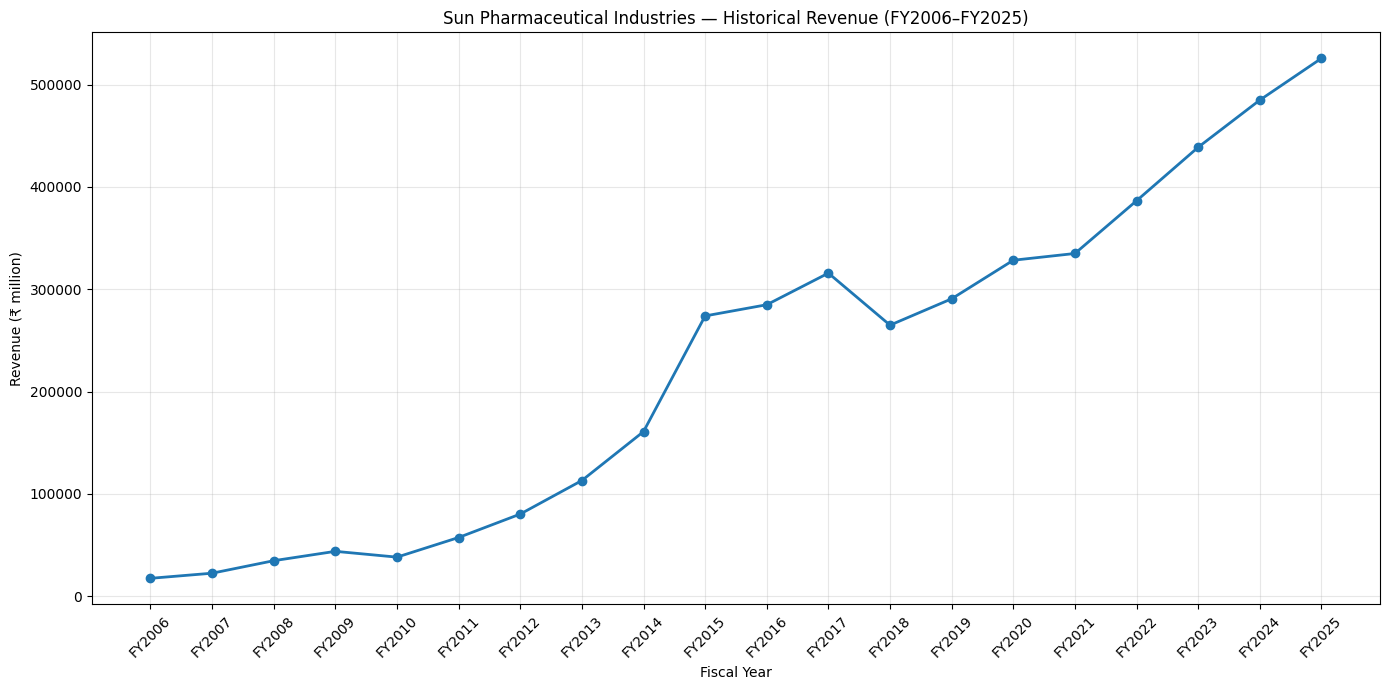 Sun Pharmaceutical Industries — Historical Revenue (FY2006–FY2025)
Revenue (₹ million)
500000
400000
300000
200000
100000
0
FY2006
FY2007
FY2008
FY2009
FY2010
FY2011
FY2012
FY2013
FY2014
FY2015
FY2016
FY2017
FY2018
FY2019
FY2020
FY2021
FY2022
FY2023
FY2024
FY2025
Fiscal Year